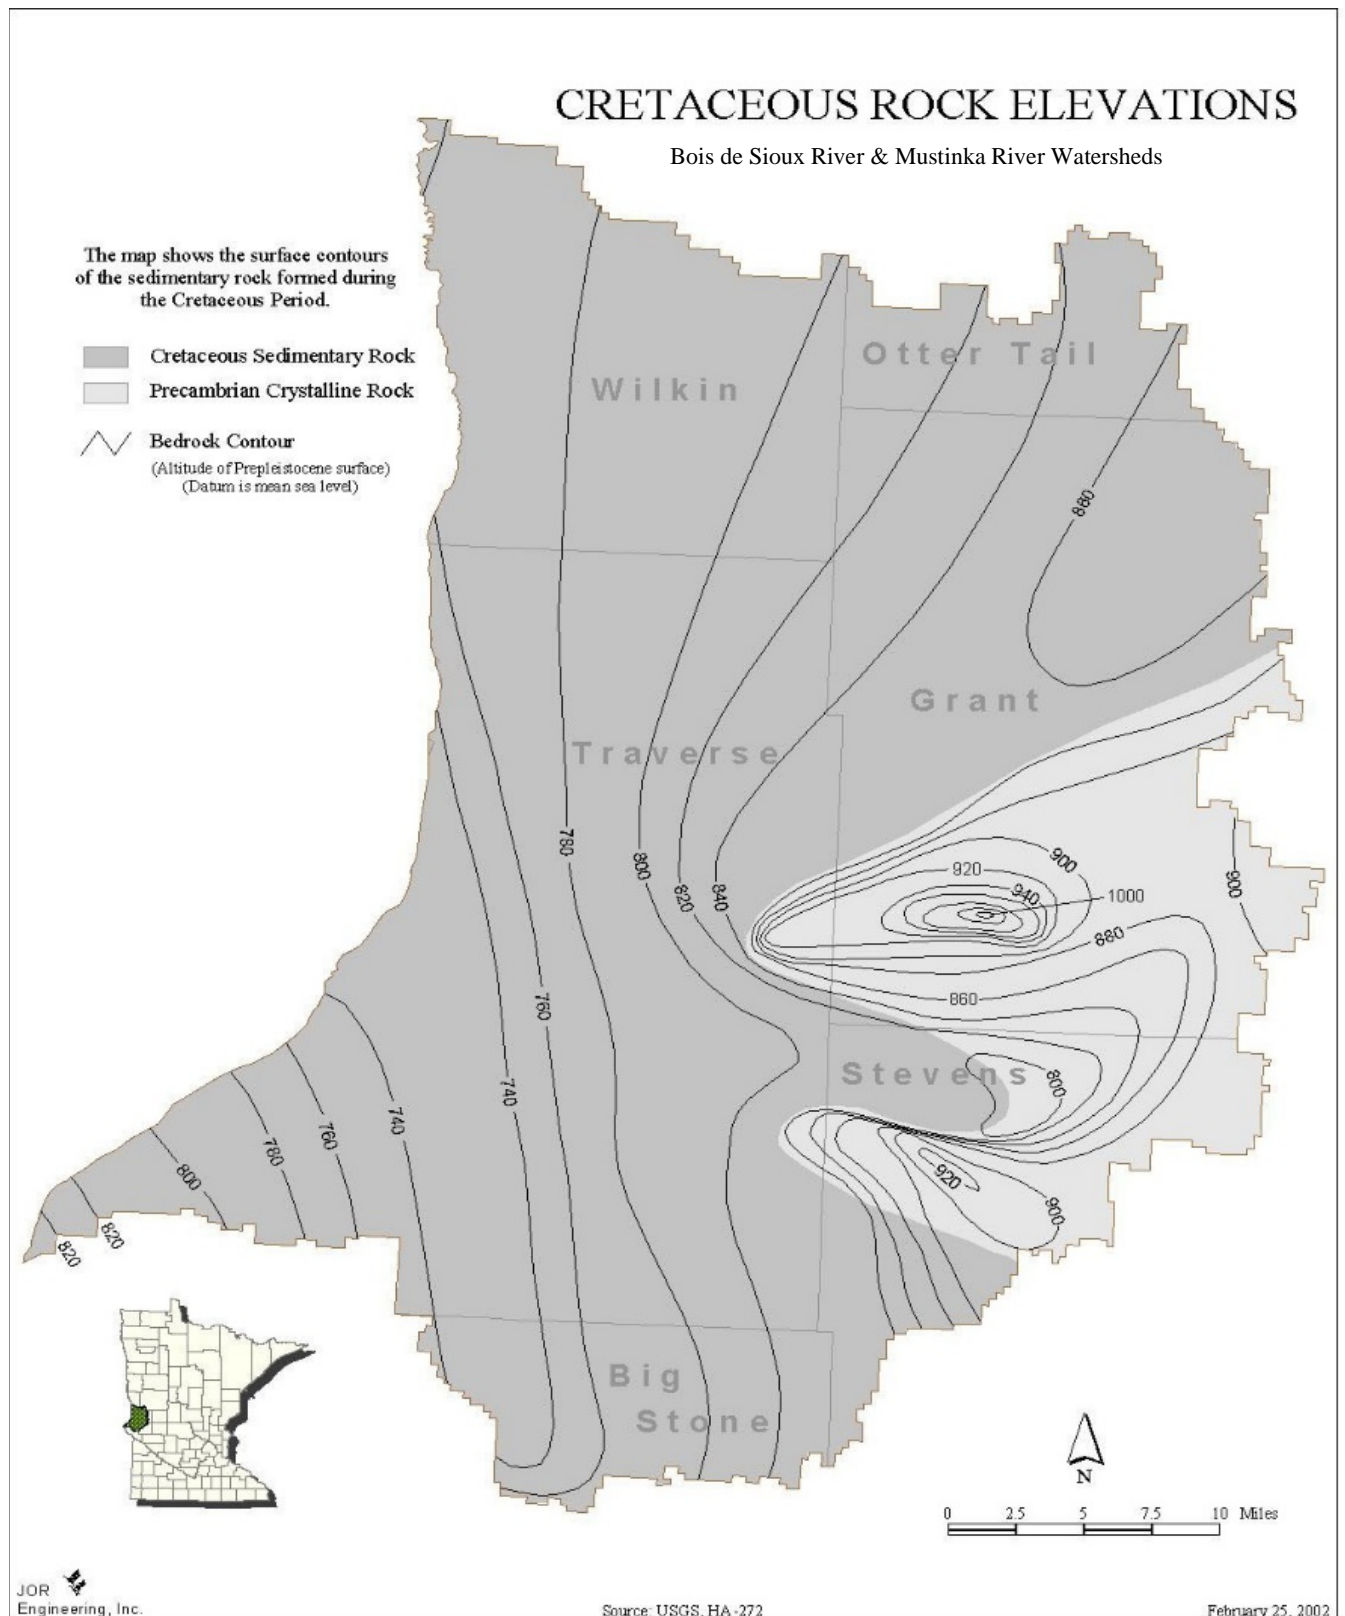 CRETACEOUS ROCK ELEVATIONS
Bois de Sioux River & Mustinka River Watersheds
The map shows the surface contours
of the sedimentary rock formed during
the Cretaceous Period.
Cretaceous Sedimentary Rock
Precambrian Crystalline Rock
Bedrock Contour
(Altitude of Prepleistocene surface)
(Datum is mean sea level)
Otter Tail
Wilkin
880
Grant
Traverse
780
800
820
840
900
920
940
1000
900
880
860
760
740
Stevens
800
740
760
780
800
820
820
920
900
Big
Stone
N
0 2.5 5 7.5 10 Miles
JOR
Engineering, Inc.
Source: USGS, HA-272
February 25, 2002